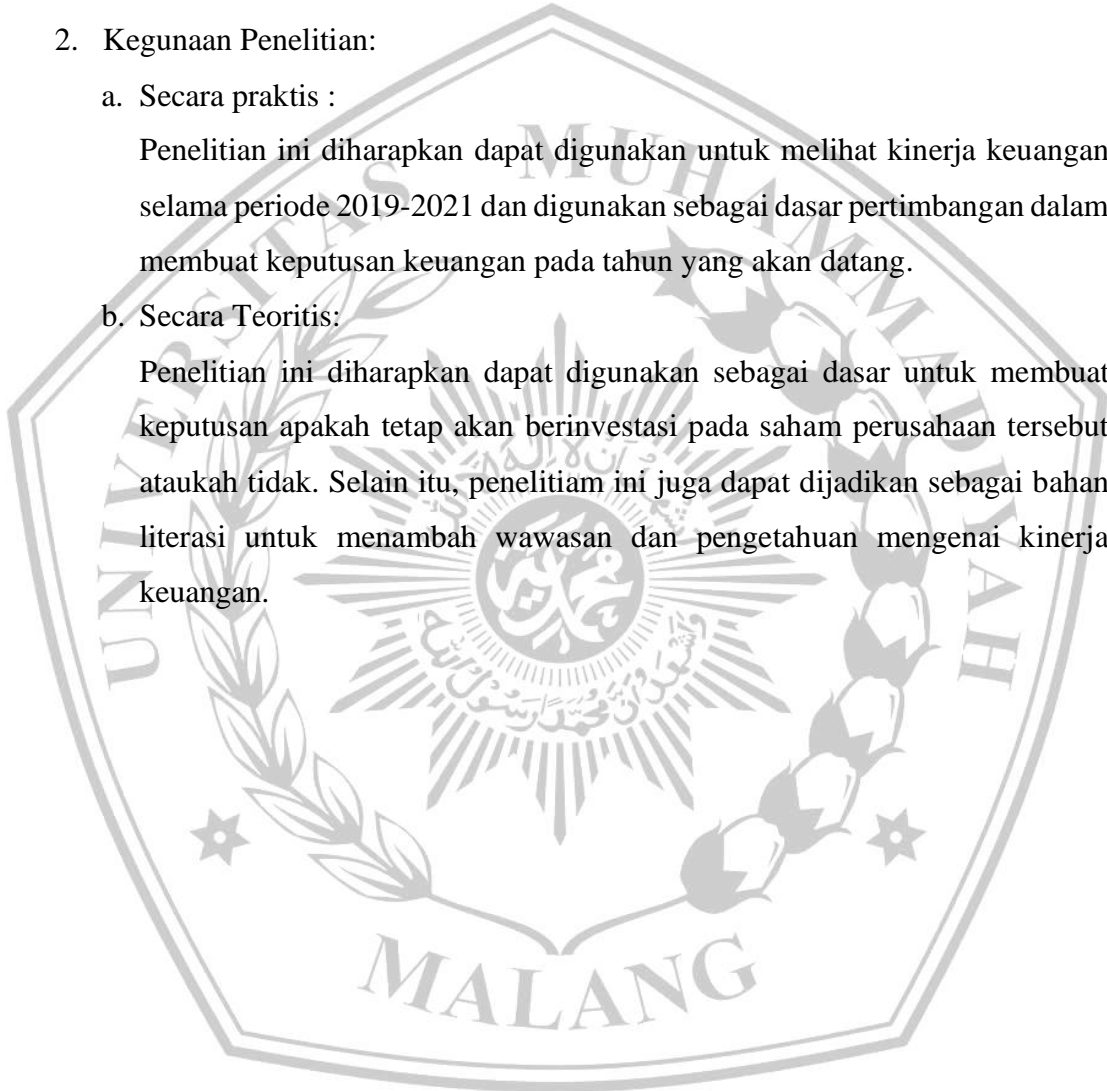 2. Kegunaan Penelitian:
a. Secara praktis :
Penelitian ini diharapkan dapat digunakan untuk melihat kinerja keuangan
selama periode 2019-2021 dan digunakan sebagai dasar pertimbangan dalam
membuat keputusan keuangan pada tahun yang akan datang.
b. Secara Teoritis:
Penelitian ini diharapkan dapat digunakan sebagai dasar untuk membuat
keputusan apakah tetap akan berinvestasi pada saham perusahaan tersebut
ataukah tidak. Selain itu, penelitiam ini juga dapat dijadikan sebagai bahan
literasi untuk menambah wawasan dan pengetahuan mengenai kinerja
keuangan.
UNIVERSITAS MUHAMMADIYAH
MALANG